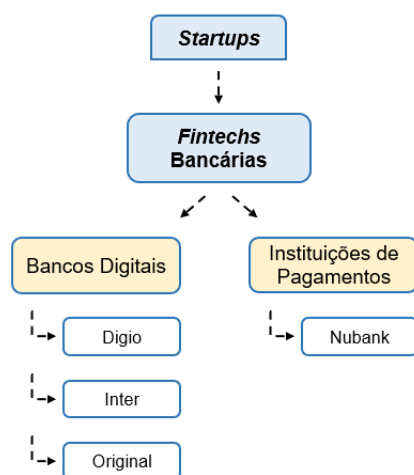 Startups
Fintechs
Bancárias
Bancos Digitais
Digio
Inter
Original
Instituições de
Pagamentos
Nubank